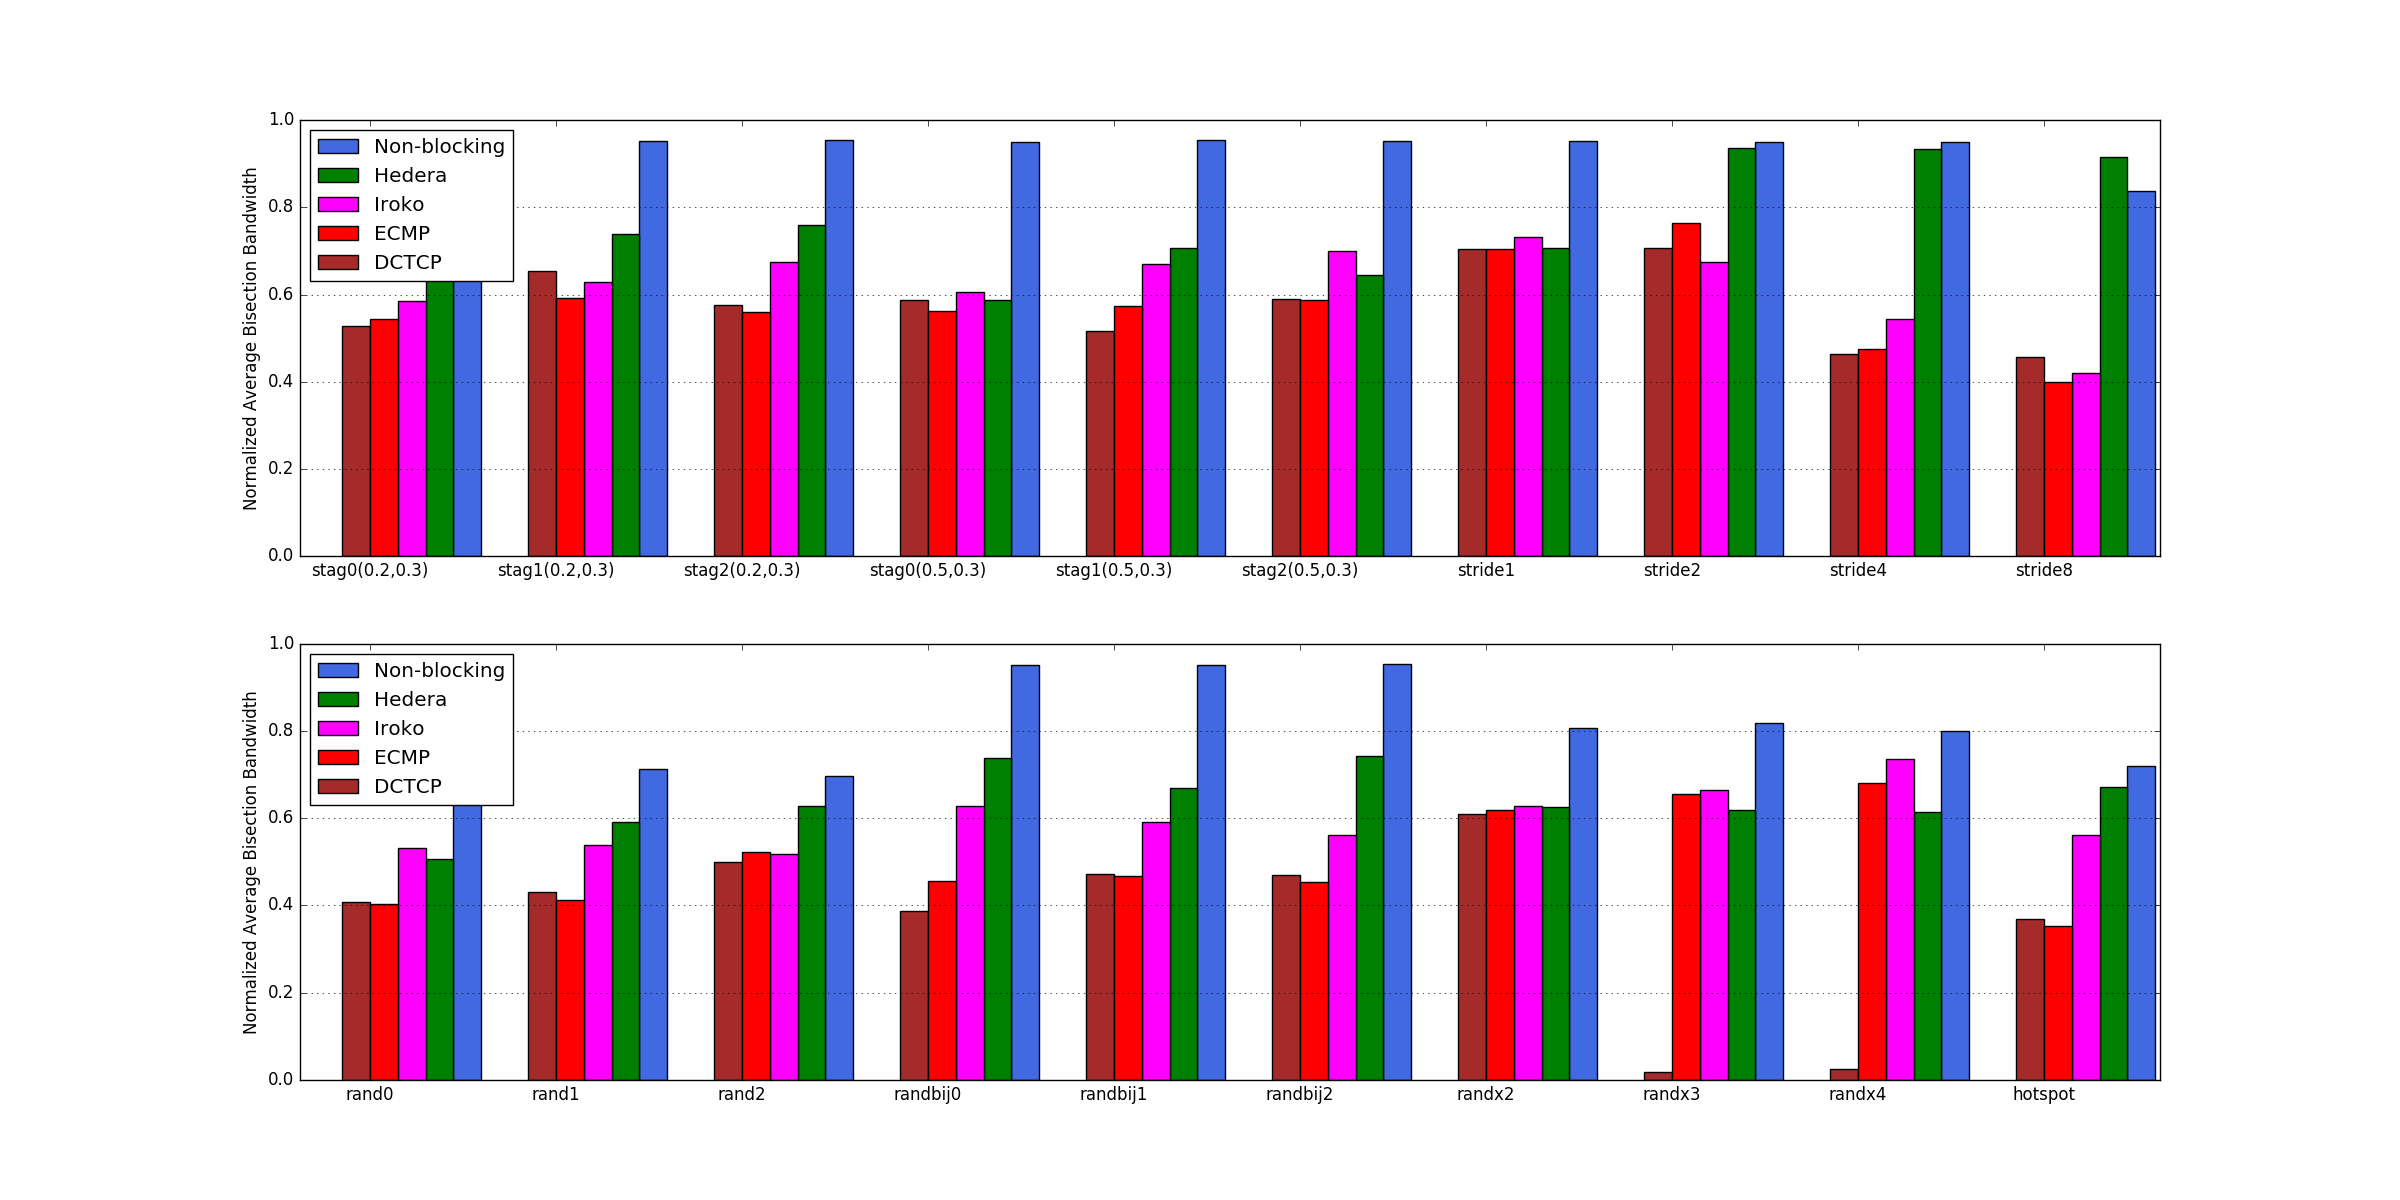 Normalized Average Bisection Bandwidth
1.0
0.8
0.6
0.4
0.2
0.0
Non-blocking
Hedera
Iroko
ECMP
DCTCP
stag0(0.2,0.3) stag1(0.2,0.3) stag2(0.2,0.3) stag0(0.5,0.3) stag1(0.5,0.3) stag2(0.5,0.3) stride1 stride2 stride4 stride8
Normalized Average Bisection Bandwidth
1.0
0.8
0.6
0.4
0.2
0.0
Non-blocking
Hedera
Iroko
ECMP
DCTCP
rand0 rand1 rand2 randbij0 randbij1 randbij2 randx2 randx3 randx4 hotspot